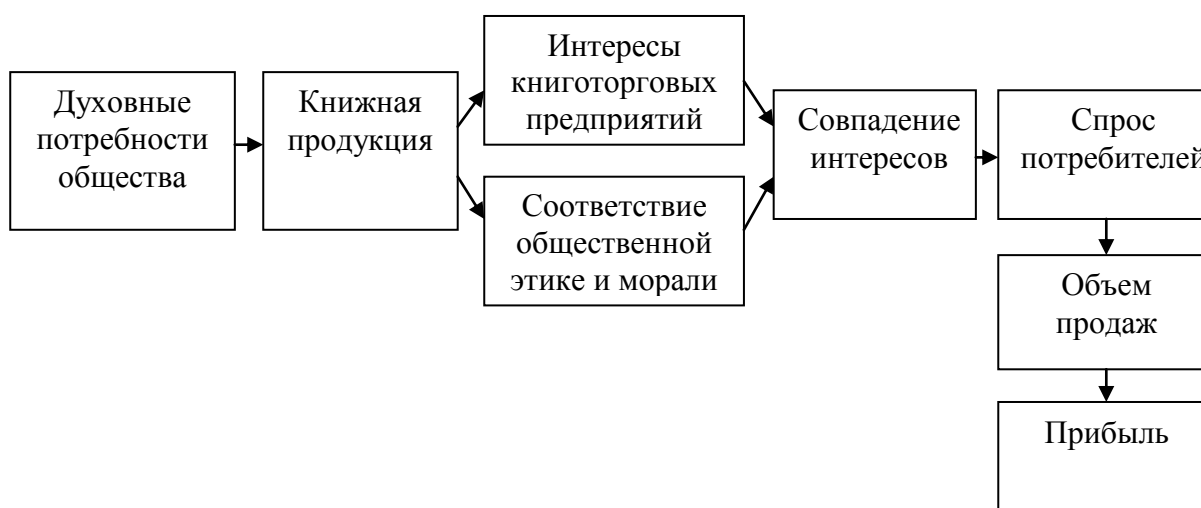 Духовные
потребности
общества
Книжная
продукция
Интересы
книготорговых
предприятий
Соответствие
общественной
этике и морали
Совпадение
интересов
Спрос
потребителей
Объем
продаж
Прибыль